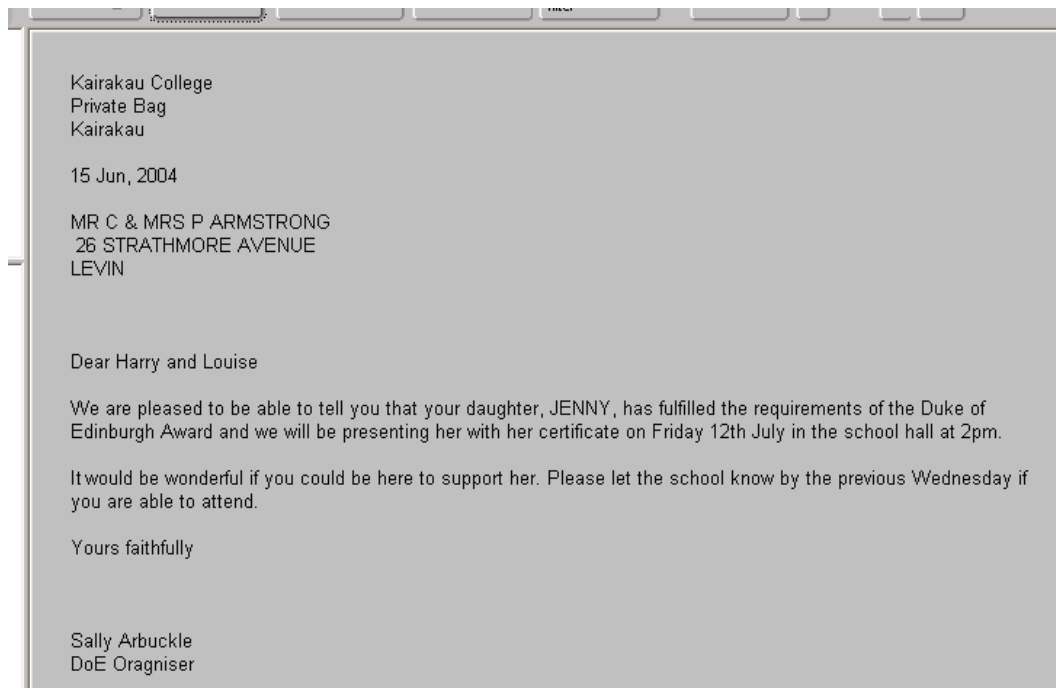 Kairakau College
Private Bag
Kairakau
15 Jun, 2004
MR C & MRS P ARMSTRONG
26 STRATHMORE AVENUE
LEVIN
Dear Harry and Louise
We are pleased to be able to tell you that your daughter, JENNY, has fulfilled the requirements of the Duke of
Edinburgh Award and we will be presenting her with her certificate on Friday 12th July in the school hall at 2pm.
It would be wonderful if you could be here to support her. Please let the school know by the previous Wednesday if
you are able to attend.
Yours faithfully
Sally Arbuckle
DoE Oragniser